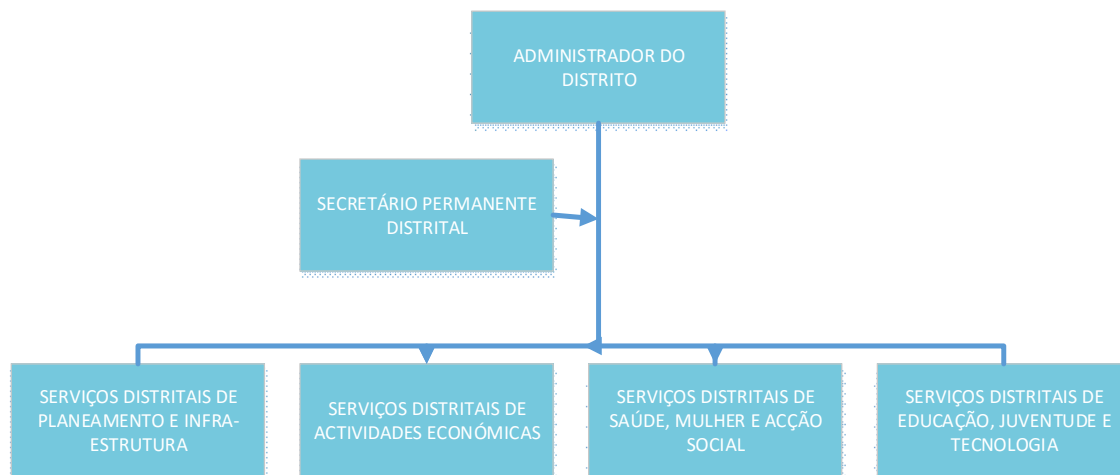 ADMINISTRADOR DO
DISTRITO
SECRETÁRIO PERMANENTE
DISTRITAL
SERVIÇOS DISTRITAIS DE
PLANEAMENTO E INFRA-
ESTRUTURA
SERVIÇOS DISTRITAIS DE
ACTIVIDADES ECONÓMICAS
SERVIÇOS DISTRITAIS DE
SAÚDE, MULHER E ACÇÃO
SOCIAL
SERVIÇOS DISTRITAIS DE
EDUCAÇÃO, JUVENTUDE E
TECNOLOGIA